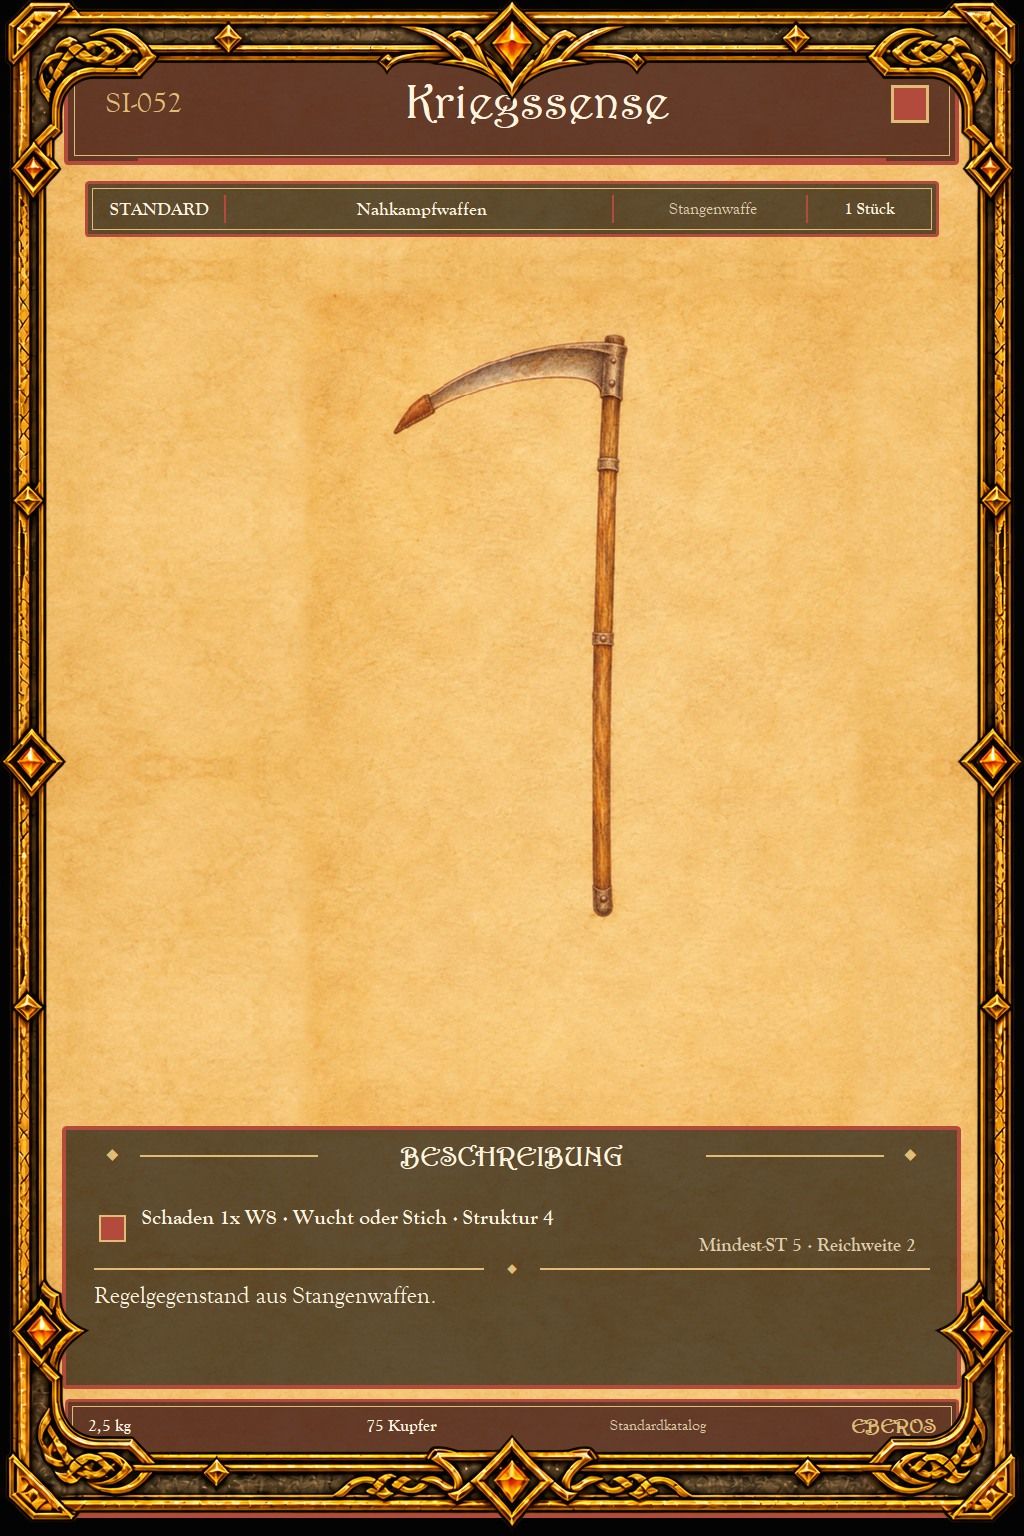 SI-052
Kriegssense
STANDARD
Nahkampfwaffen
Stangenwaffe
1 Stück
BESCHREIBUNG
Schaden 1x W8 · Wucht oder Stich · Struktur 4
Mindest-ST 5 · Reichweite 2
Regelgegenstand aus Stangenwaffen.
2,5 kg
75 Kupfer
Standardkatalog
EBEROS